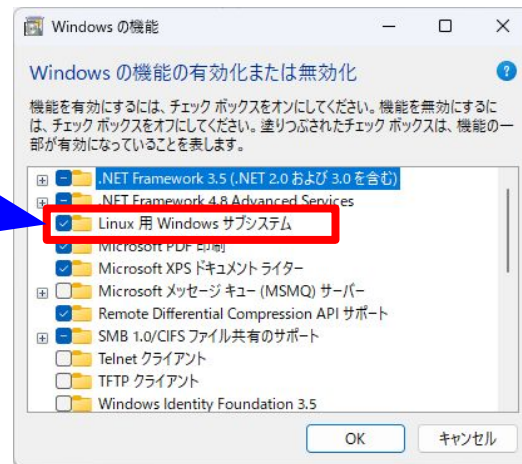 Windows の機能
Windows の機能の有効化または無効化
機能を有効にするには、チェック ボックスをオンにしてください。機能を無効にするに
は、チェック ボックスをオフにしてください。塗りつぶされたチェック ボックスは、機能の一
部が有効になっていることを表します。
.NET Framework 3.5 (.NET 2.0 および 3.0 を含む)
.NET Framework 4.8 Advanced Services
Linux 用 Windows サブシステム
Microsoft PDF 印刷
Microsoft XPS ドキュメント ライター
Microsoft メッセージ キュー (MSMQ) サーバー
Remote Differential Compression API サポート
SMB 1.0/CIFS ファイル共有のサポート
Telnet クライアント
TFTP クライアント
Windows Identity Foundation 3.5
OK
キャンセル